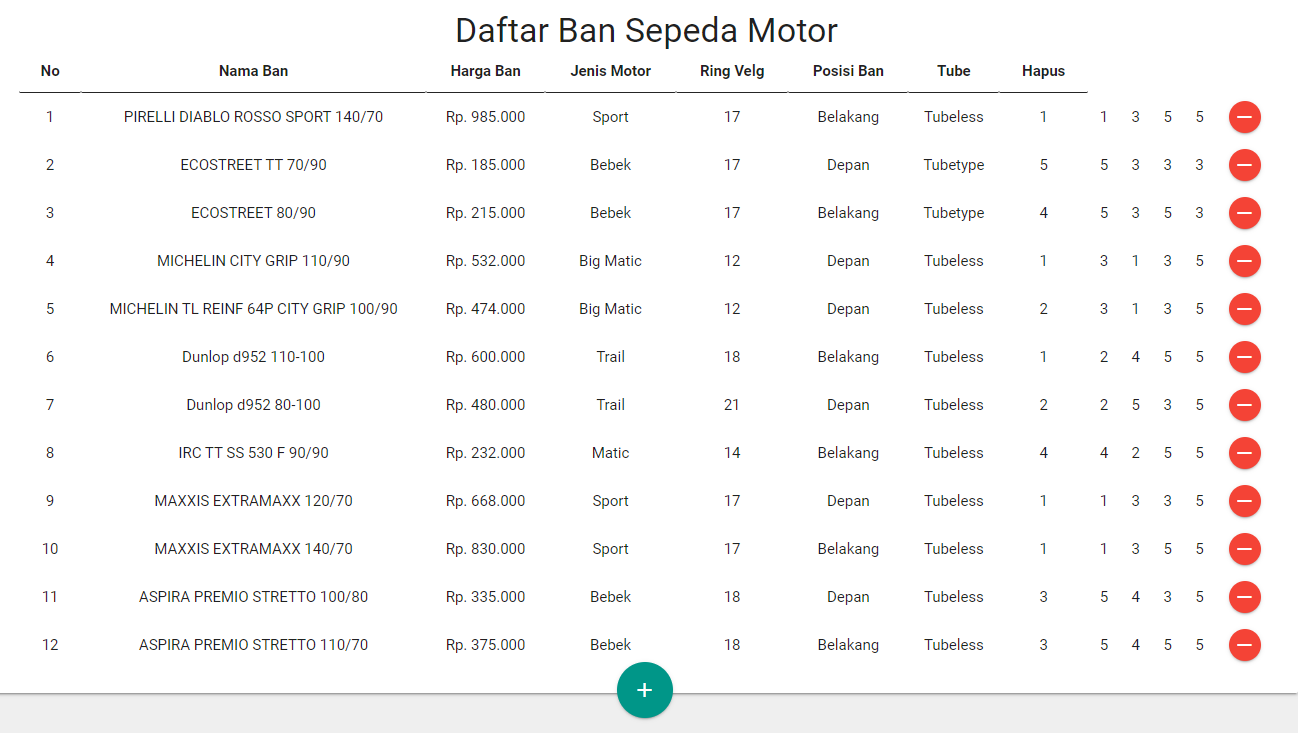 Daftar Ban Sepeda Motor
No Nama Ban Harga Ban Jenis Motor Ring Velg Posisi Ban Tube Hapus
1 PIRELLI DIABLO ROSSO SPORT 140/70 Rp. 985.000 Sport 17 Belakang Tubeless 1 1 3 5 5
2 ECOSTREET TT 70/90 Rp. 185.000 Bebek 17 Depan Tubetype 5 5 3 3 3
3 ECOSTREET 80/90 Rp. 215.000 Bebek 17 Belakang Tubetype 4 5 3 5 3
4 MICHELIN CITY GRIP 110/90 Rp. 532.000 Big Matic 12 Depan Tubeless 1 3 1 3 5
5 MICHELIN TL REINF 64P CITY GRIP 100/90 Rp. 474.000 Big Matic 12 Depan Tubeless 2 3 1 3 5
6 Dunlop d952 110-100 Rp. 600.000 Trail 18 Belakang Tubeless 1 2 4 5 5
7 Dunlop d952 80-100 Rp. 480.000 Trail 21 Depan Tubeless 2 2 5 3 5
8 IRC TT SS 530 F 90/90 Rp. 232.000 Matic 14 Belakang Tubeless 4 4 2 5 5
9 MAXXIS EXTRAMAXX 120/70 Rp. 668.000 Sport 17 Depan Tubeless 1 1 3 3 5
10 MAXXIS EXTRAMAXX 140/70 Rp. 830.000 Sport 17 Belakang Tubeless 1 1 3 5 5
11 ASPIRA PREMIO STRETTO 100/80 Rp. 335.000 Bebek 18 Depan Tubeless 3 5 4 3 5
12 ASPIRA PREMIO STRETTO 110/70 Rp. 375.000 Bebek 18 Belakang Tubeless 3 5 4 5 5
+